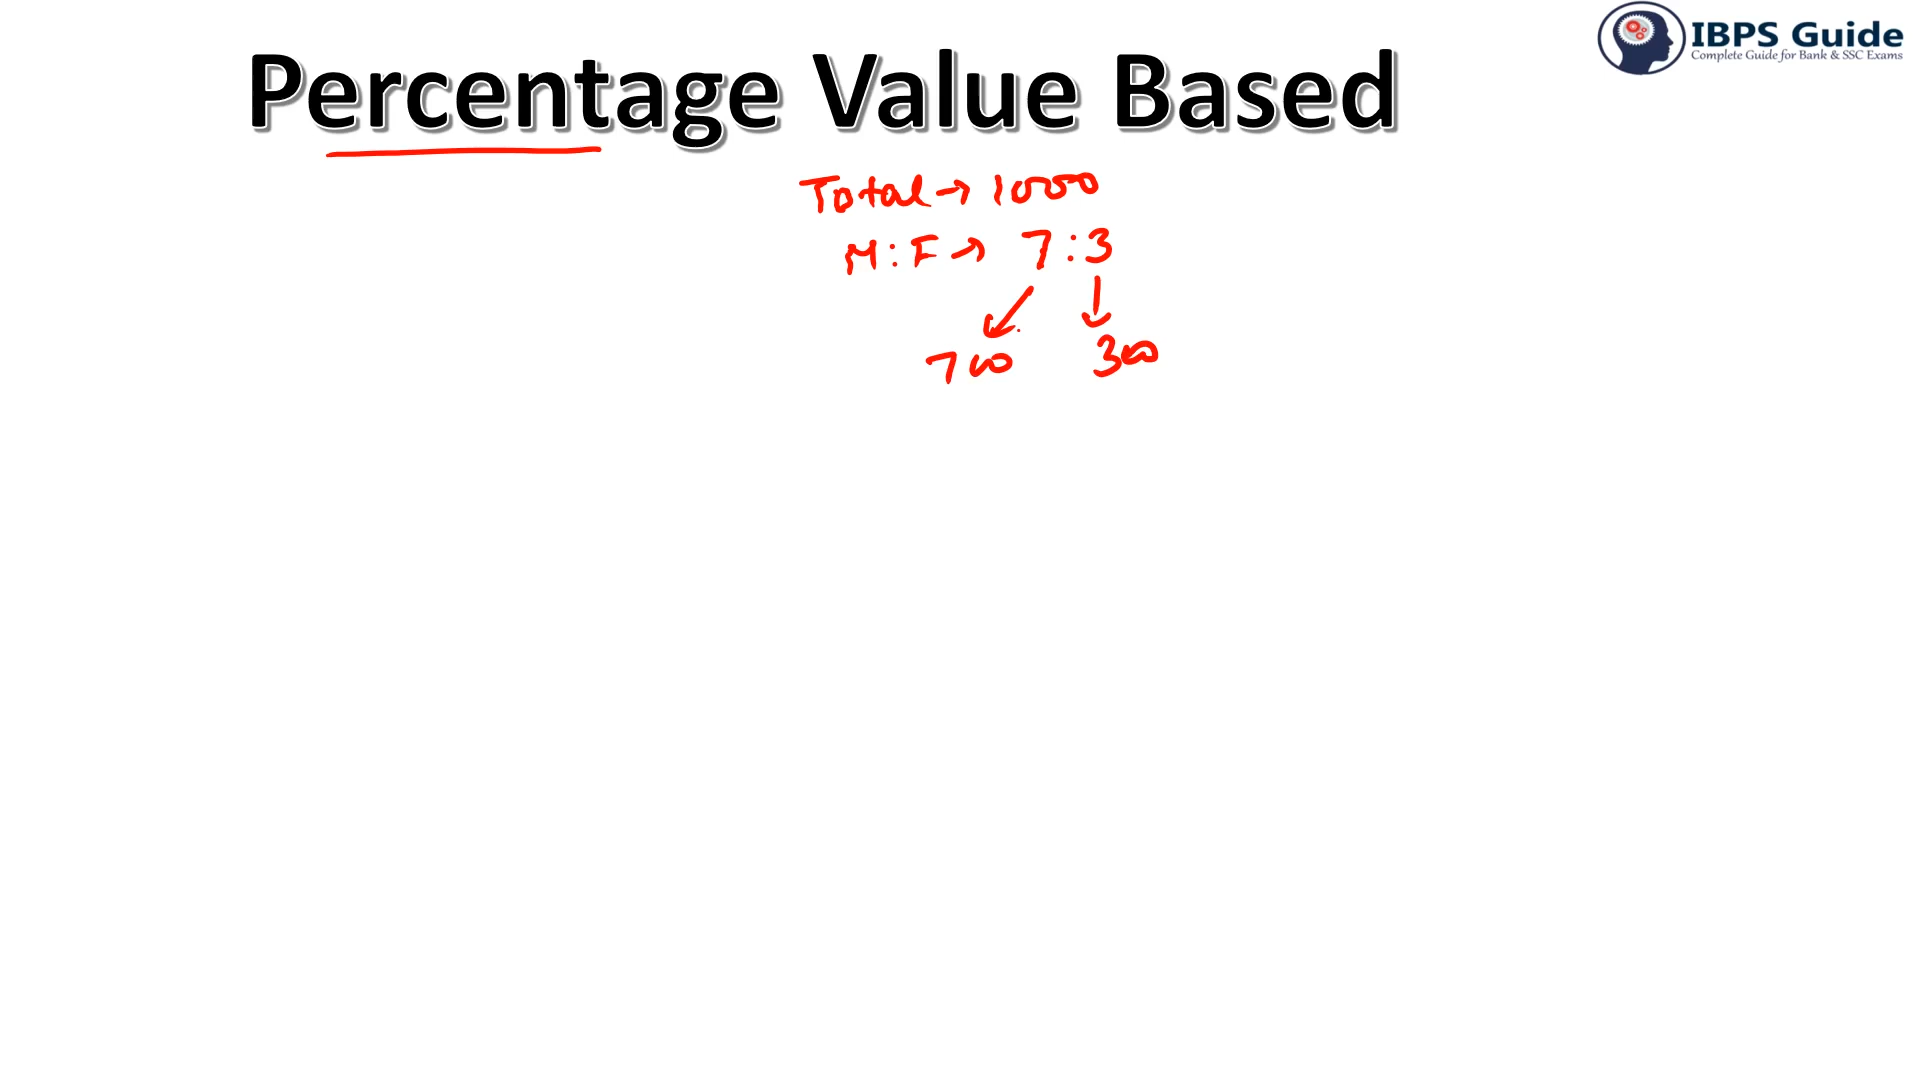 IBPS Guide
Complete Guide for Bank & SSC Exams
Percentage Value Based
Total → 1000
M : F → 7 : 3
700 300